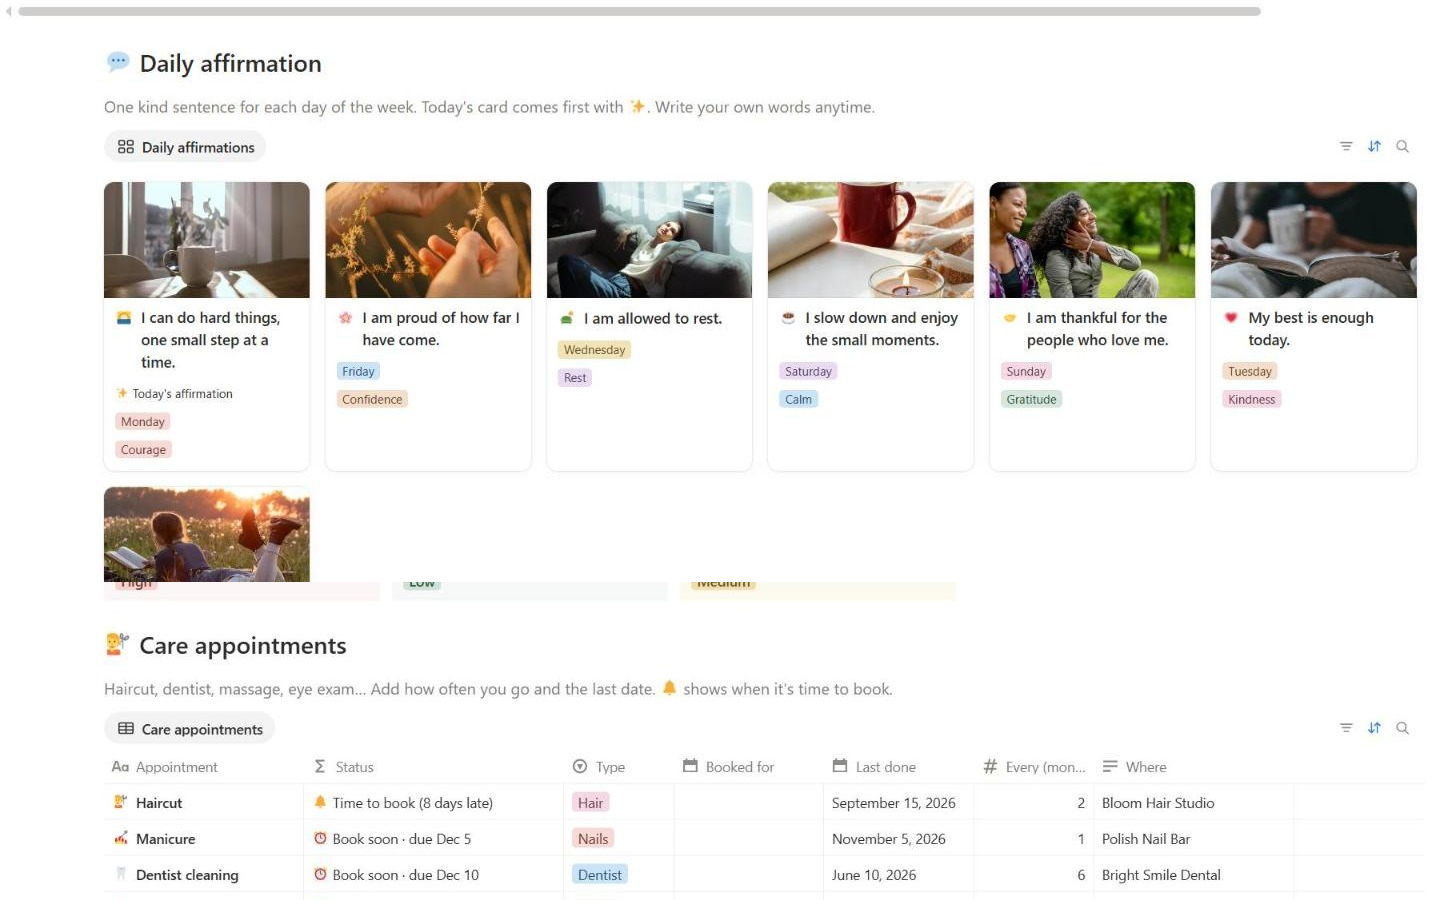 Daily affirmation
One kind sentence for each day of the week. Today's card comes first with ✨. Write your own words anytime.
Daily affirmations
I can do hard things,
one small step at a
time.
✨ Today's affirmation
Monday
Courage
I am proud of how far I
have come.
Friday
Confidence
I am allowed to rest.
Wednesday
Rest
I slow down and enjoy
the small moments.
Saturday
Calm
I am thankful for the
people who love me.
Sunday
Gratitude
My best is enough
today.
Tuesday
Kindness
High
Low
Medium
Care appointments
Haircut, dentist, massage, eye exam... Add how often you go and the last date. 🔔 shows when it's time to book.
Care appointments
Aa Appointment Σ Status Type Booked for Last done # Every (mon... Where
Haircut 🔔 Time to book (8 days late) Hair September 15, 2026 2 Bloom Hair Studio
Manicure ⏰ Book soon · due Dec 5 Nails November 5, 2026 1 Polish Nail Bar
Dentist cleaning ⏰ Book soon · due Dec 10 Dentist June 10, 2026 6 Bright Smile Dental